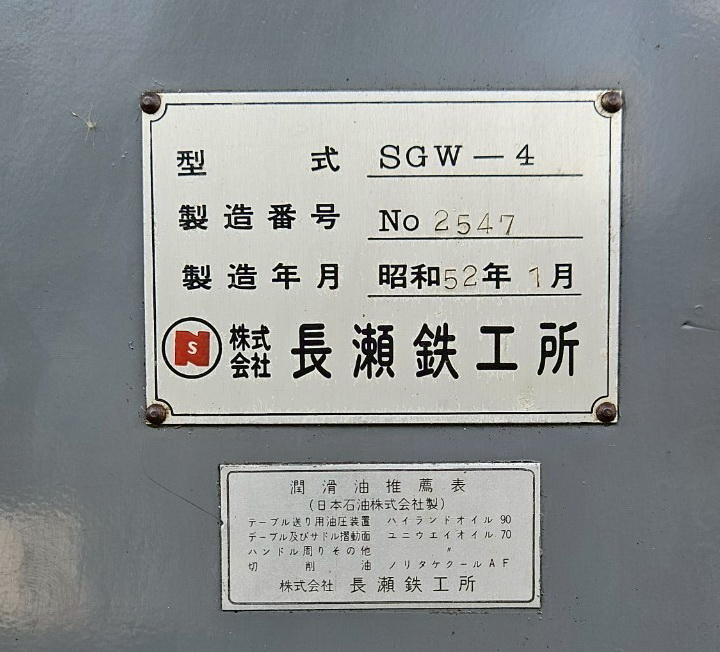 型式 SGW-4
製造番号 No 2547
製造年月 昭和52年1月
S 株式会社 長瀬鉄工所
潤滑油推薦表
(日本石油株式会社製)
テーブル送り用油圧装置 ハイランドオイル 90
テーブル及びサドル摺動面 ユニウエイオイル 70
ハンドル周りその他 〃
切削油 ノリタケクールAF
株式会社 長瀬鉄工所